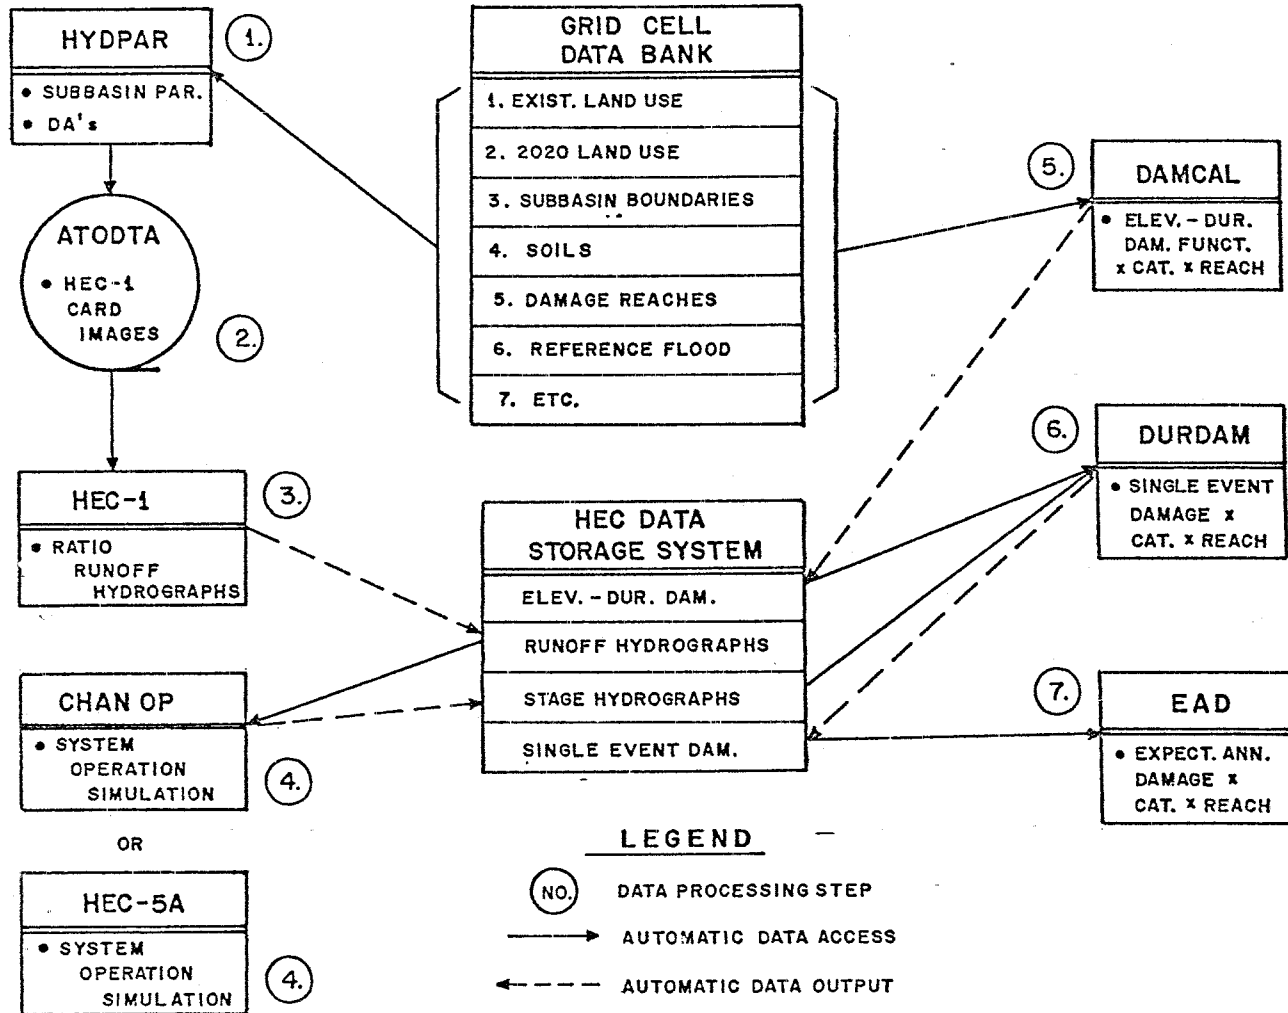 HYDPAR
1.
• SUBBASIN PAR.
• DA's
ATODTA
• HEC-1
CARD
IMAGES
2.
HEC-1
3.
• RATIO
RUNOFF
HYDROGRAPHS
CHAN OP
• SYSTEM
OPERATION
SIMULATION
4.
OR
HEC-5A
• SYSTEM
OPERATION
SIMULATION
4.
GRID CELL
DATA BANK
1. EXIST. LAND USE
2. 2020 LAND USE
3. SUBBASIN BOUNDARIES
4. SOILS
5. DAMAGE REACHES
6. REFERENCE FLOOD
7. ETC.
HEC DATA
STORAGE SYSTEM
ELEV.-DUR. DAM.
RUNOFF HYDROGRAPHS
STAGE HYDROGRAPHS
SINGLE EVENT DAM.
5.
DAMCAL
• ELEV.-DUR.
DAM. FUNCT.
x CAT. x REACH
6.
DURDAM
• SINGLE EVENT
DAMAGE x
CAT. x REACH
7.
EAD
• EXPECT. ANN.
DAMAGE x
CAT. x REACH
LEGEND
NO. DATA PROCESSING STEP
AUTOMATIC DATA ACCESS
AUTOMATIC DATA OUTPUT